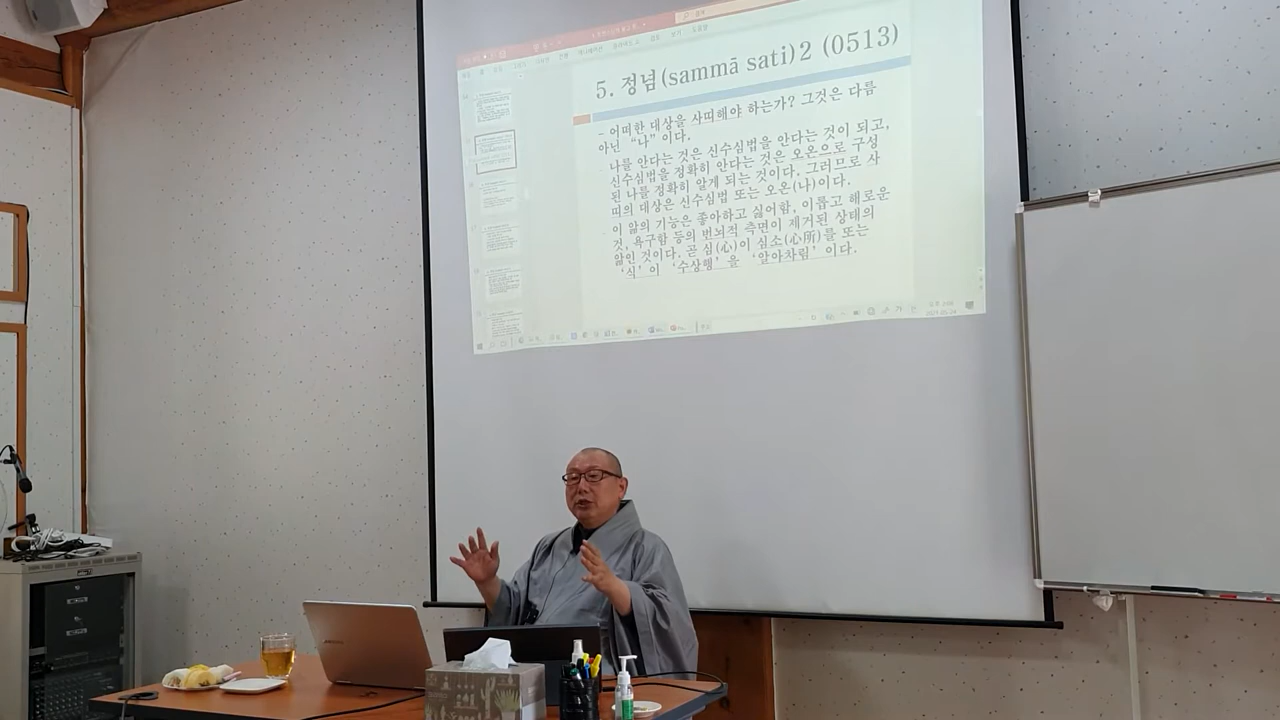 5. 정념(sammā sati)2 (0513)
- 어떠한 대상을 사띠해야 하는가? 그것은 다름
아닌 “나”이다.
나를 안다는 것은 신수심법을 안다는 것이 되고,
신수심법을 정확히 안다는 것은 오온으로 구성
된 나를 정확히 알게 되는 것이다. 그러므로 사
띠의 대상은 신수심법 또는 오온(나)이다.
이 앎의 기능은 좋아하고 싫어함, 이롭고 해로운
것, 욕구함 등의 번뇌적 측면이 제거된 상태의
앎인 것이다. 곧 심(心)이 심소(心所)를 또는
‘식’이 ‘수상행’을 ‘알아차림’이다.